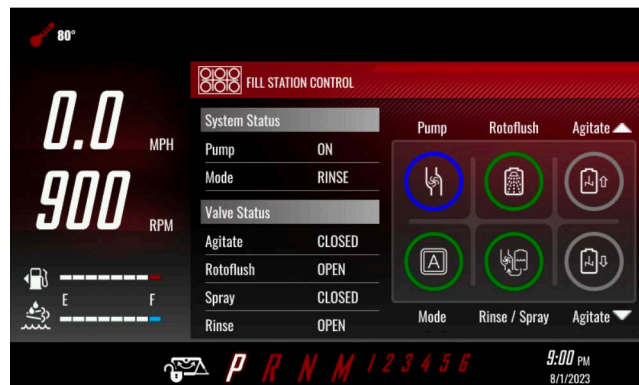 80°
0.0 MPH
900 RPM
E F
FILL STATION CONTROL
System Status
Pump ON
Mode RINSE
Valve Status
Agitate CLOSED
Rotoflush OPEN
Spray CLOSED
Rinse OPEN
Pump Rotoflush Agitate
A
Mode Rinse / Spray Agitate
P R N M 1 2 3 4 5 6
9:00 PM
8/1/2023